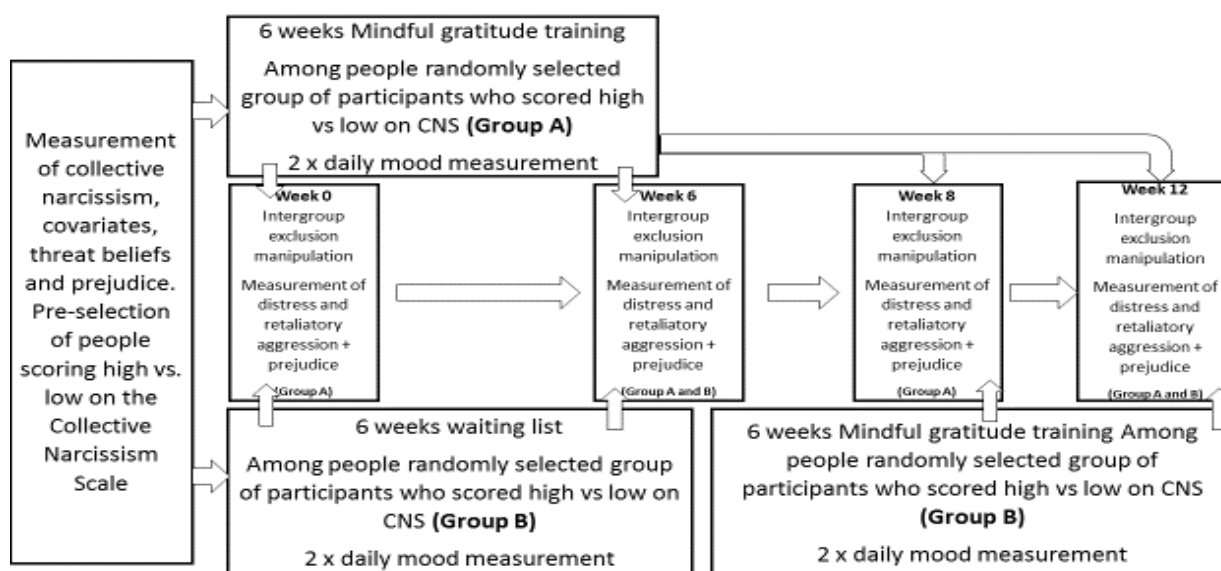 Measurement
of collective
narcissism,
covariates,
threat beliefs
and prejudice.
Pre-selection
of people
scoring high vs.
low on the
Collective
Narcissism
Scale
6 weeks Mindful gratitude training
Among people randomly selected
group of participants who scored high
vs low on CNS (Group A)
2 x daily mood measurement
Week 0
Intergroup
exclusion
manipulation
Measurement of
distress and
retaliatory
aggression +
prejudice
(Group A)
Week 6
Intergroup
exclusion
manipulation
Measurement of
distress and
retaliatory
aggression +
prejudice
(Group A and B)
Week 8
Intergroup
exclusion
manipulation
Measurement of
distress and
retaliatory
aggression +
prejudice
(Group A)
Week 12
Intergroup
exclusion
manipulation
Measurement of
distress and
retaliatory
aggression +
prejudice
(Group A and B)
6 weeks waiting list
Among people randomly selected group
of participants who scored high vs low on
CNS (Group B)
2 x daily mood measurement
6 weeks Mindful gratitude training Among
people randomly selected group of
participants who scored high vs low on CNS
(Group B)
2 x daily mood measurement